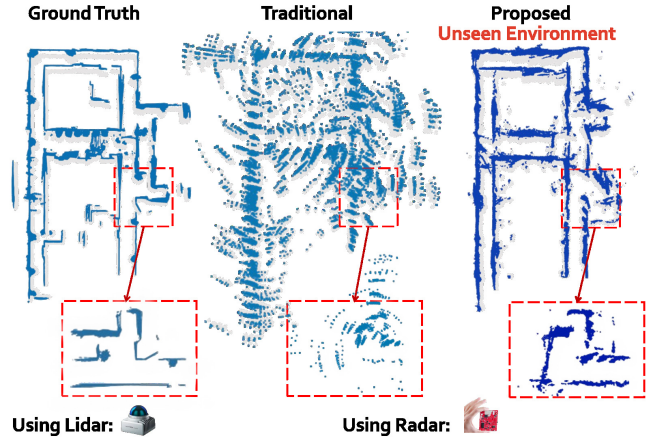 Ground Truth
Traditional
Proposed
Unseen Environment
Using Lidar:
Using Radar: